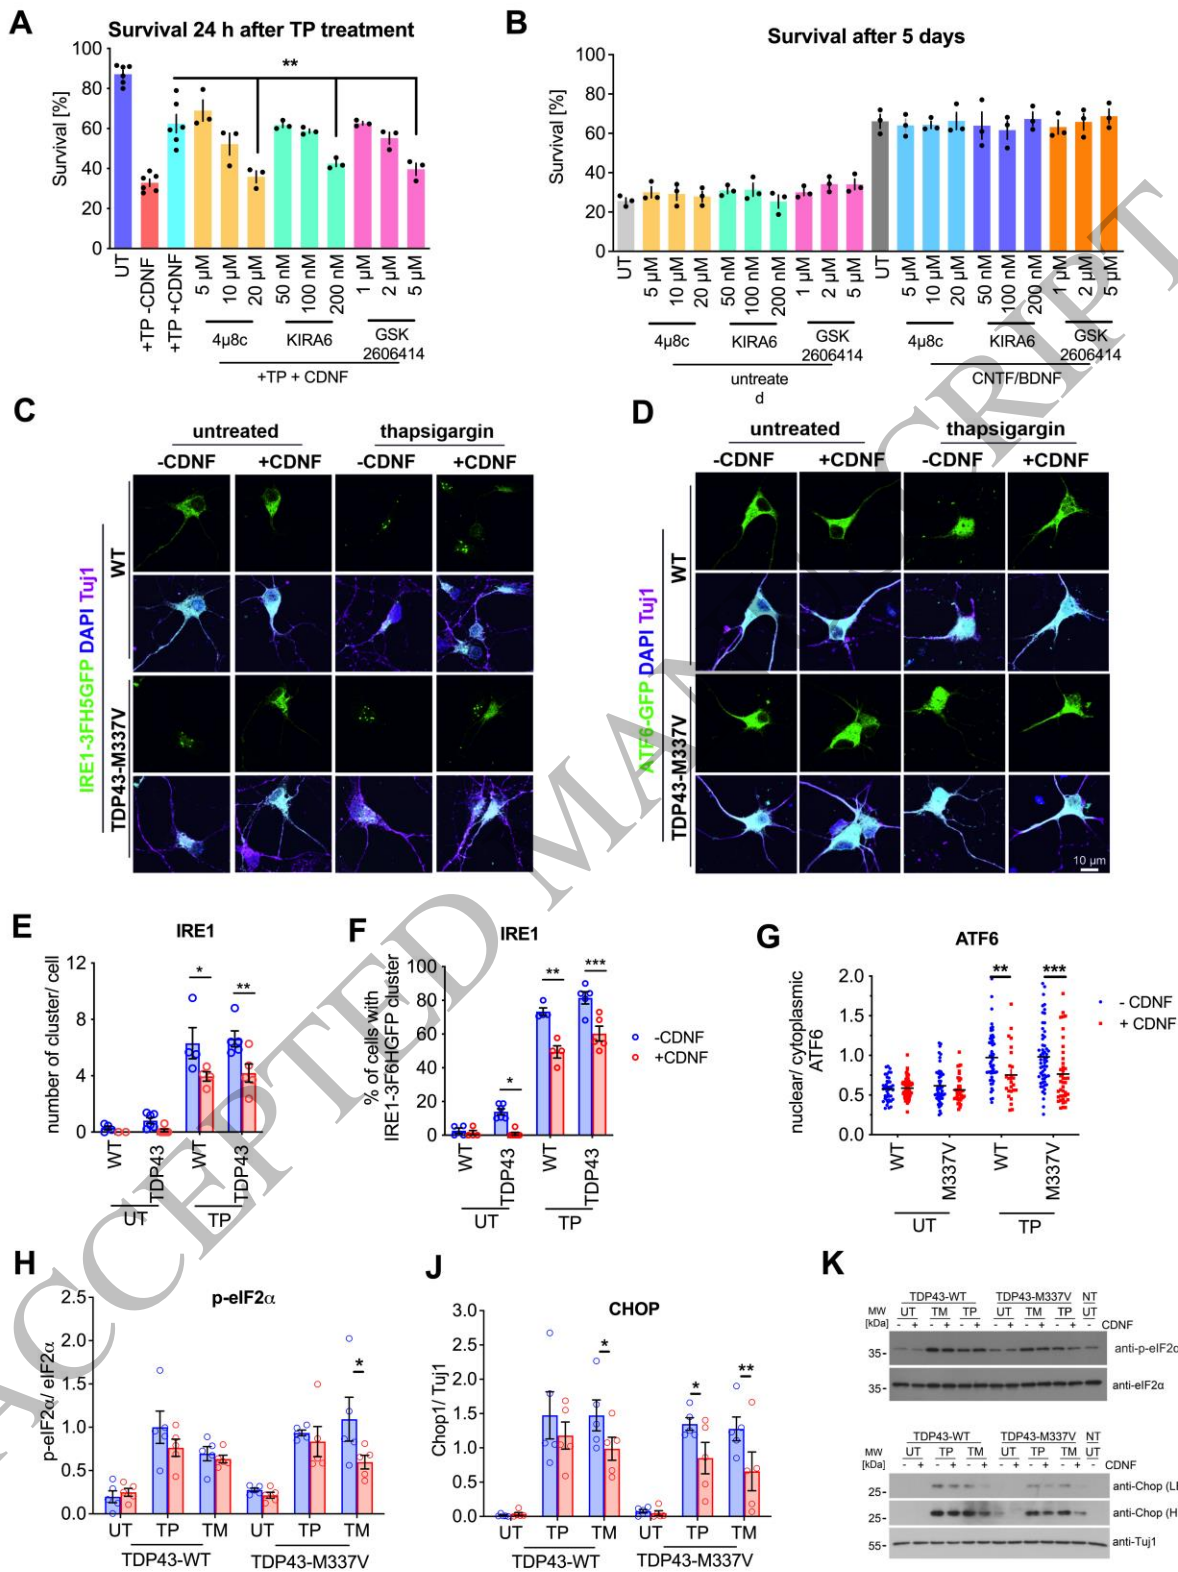 A
Survival 24 h after TP treatment
**
Survival [%]
100
80
60
40
20
0
UT
+TP -CDNF
+TP +CDNF
5 µM
10 µM
20 µM
50 nM
100 nM
200 nM
1 µM
2 µM
5 µM
4µ8c
KIRA6
GSK
2606414
+TP + CDNF
B
Survival after 5 days
Survival [%]
100
80
60
40
20
0
UT
5 µM
10 µM
20 µM
50 nM
100 nM
200 nM
1 µM
2 µM
5 µM
UT
5 µM
10 µM
20 µM
50 nM
100 nM
200 nM
1 µM
2 µM
5 µM
4µ8c
KIRA6
GSK
2606414
4µ8c
KIRA6
GSK
2606414
untreate
d
CNTF/BDNF
C
untreated
thapsigargin
-CDNF
+CDNF
-CDNF
+CDNF
IRE1-3FH5GFP DAPI Tuj1
WT
TDP43-M337V
D
untreated
thapsigargin
-CDNF
+CDNF
-CDNF
+CDNF
ATF6-GFP DAPI Tuj1
WT
TDP43-M337V
10 µm
E
IRE1
number of cluster/ cell
12
8
4
0
*
**
WT
TDP43
WT
TDP43
UT
TP
F
IRE1
% of cells with
IRE1-3F6HGFP cluster
100
80
60
40
20
0
*
**
***
WT
TDP43
WT
TDP43
UT
TP
-CDNF
+CDNF
G
ATF6
nuclear/ cytoplasmic
ATF6
2.0
1.5
1.0
0.5
0.0
**
***
WT
M337V
WT
M337V
UT
TP
- CDNF
+ CDNF
H
p-eIF2α
p-eIF2α/ eIF2α
2.5
2.0
1.5
1.0
0.5
0.0
*
UT
TP
TM
UT
TP
TM
TDP43-WT
TDP43-M337V
J
CHOP
Chop1/ Tuj1
3.0
2.5
2.0
1.5
1.0
0.5
0.0
*
*
**
UT
TP
TM
UT
TP
TM
TDP43-WT
TDP43-M337V
K
TDP43-WT TDP43-M337V NT
MW UT TM TP UT TM TP UT
[kDa] - + - + - + - + - + - + - CDNF
35- anti-p-eIF2α
35- anti-eIF2α
TDP43-WT TDP43-M337V NT
MW UT TP TM UT TP TM UT
[kDa] - + - + - + - + - + - + - CDNF
25- anti-Chop (L
25- anti-Chop (H
55- anti-Tuj1
ACCEPTED MANUSCRIPT